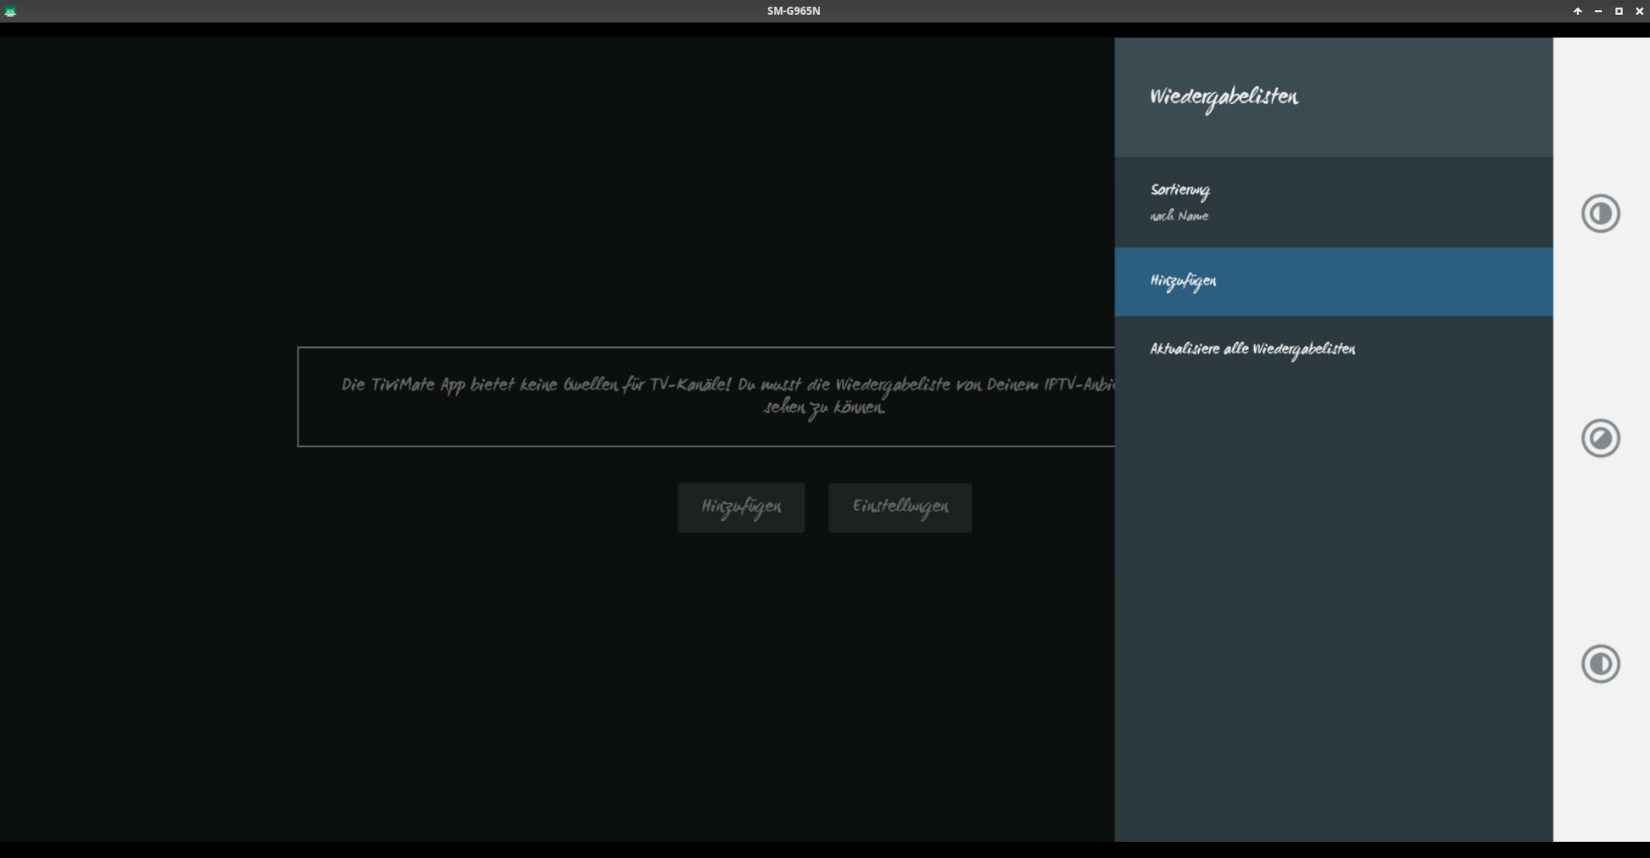 SM-G965N
Wiedergabelisten
Sortierung
nach Name
Hinzufügen
Aktualisiere alle Wiedergabelisten
Die TiviMate App bietet keine Quellen für TV-Kanäle! Du musst die Wiedergabeliste von Deinem IPTV-Anbi
sehen zu können.
Hinzufügen
Einstellungen